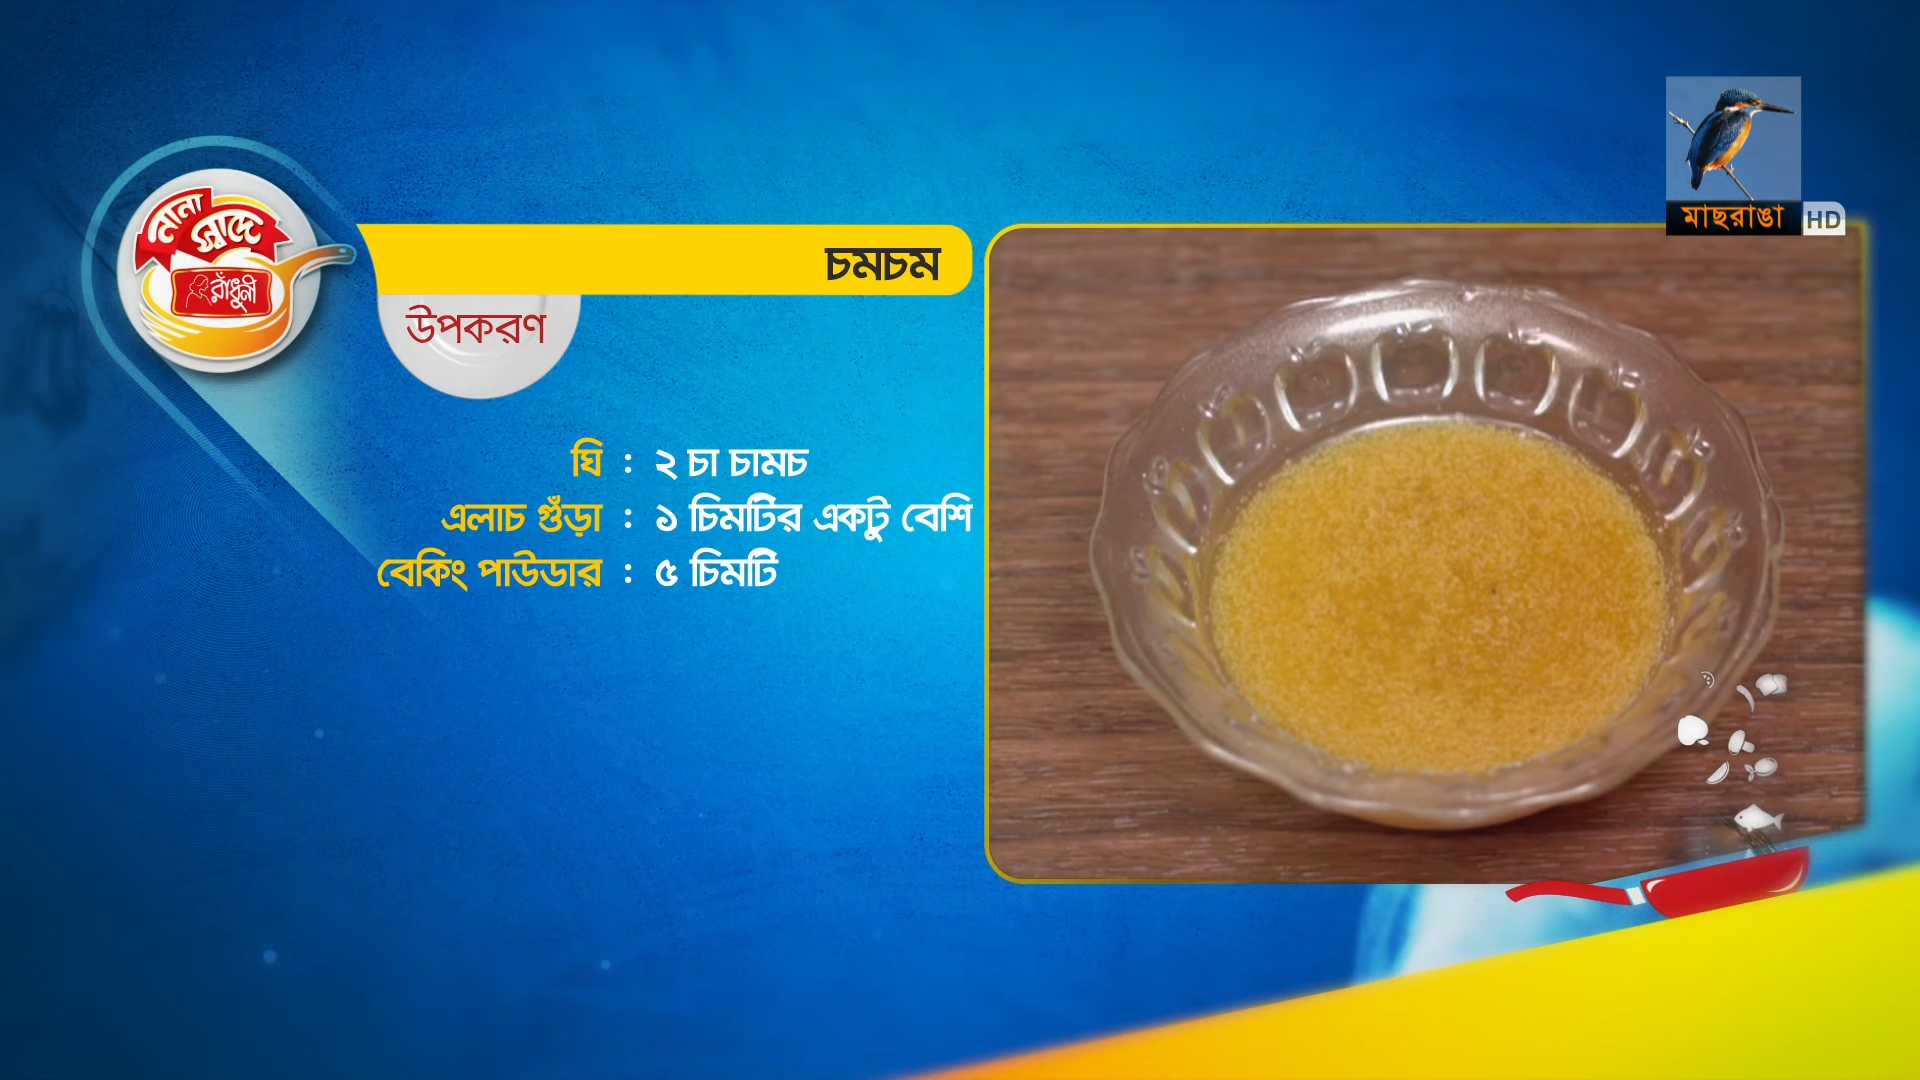 মাছরাঙা HD
নানা
স্বাদে
রাঁধুনী
চমচম
উপকরণ
ঘি : ২ চা চামচ
এলাচ গুঁড়া : ১ চিমটির একটু বেশি
বেকিং পাউডার : ৫ চিমটি